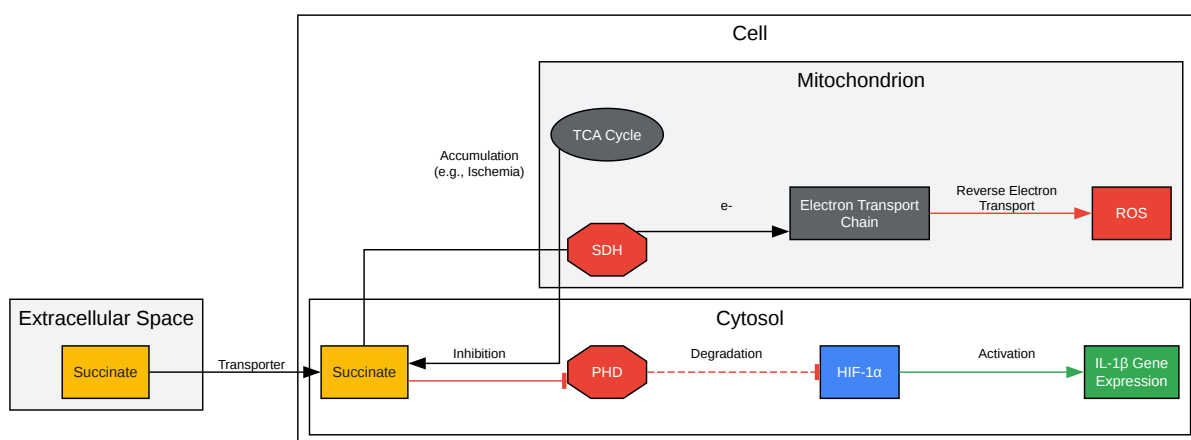 Cell
Mitochondrion
TCA Cycle
Accumulation
(e.g., Ischemia)
Electron Transport
Chain
Reverse Electron
Transport
ROS
e-
SDH
Extracellular Space
Succinate
Transporter
Cytosol
Succinate
Inhibition
PHD
Degradation
HIF-1α
Activation
IL-1β Gene
Expression